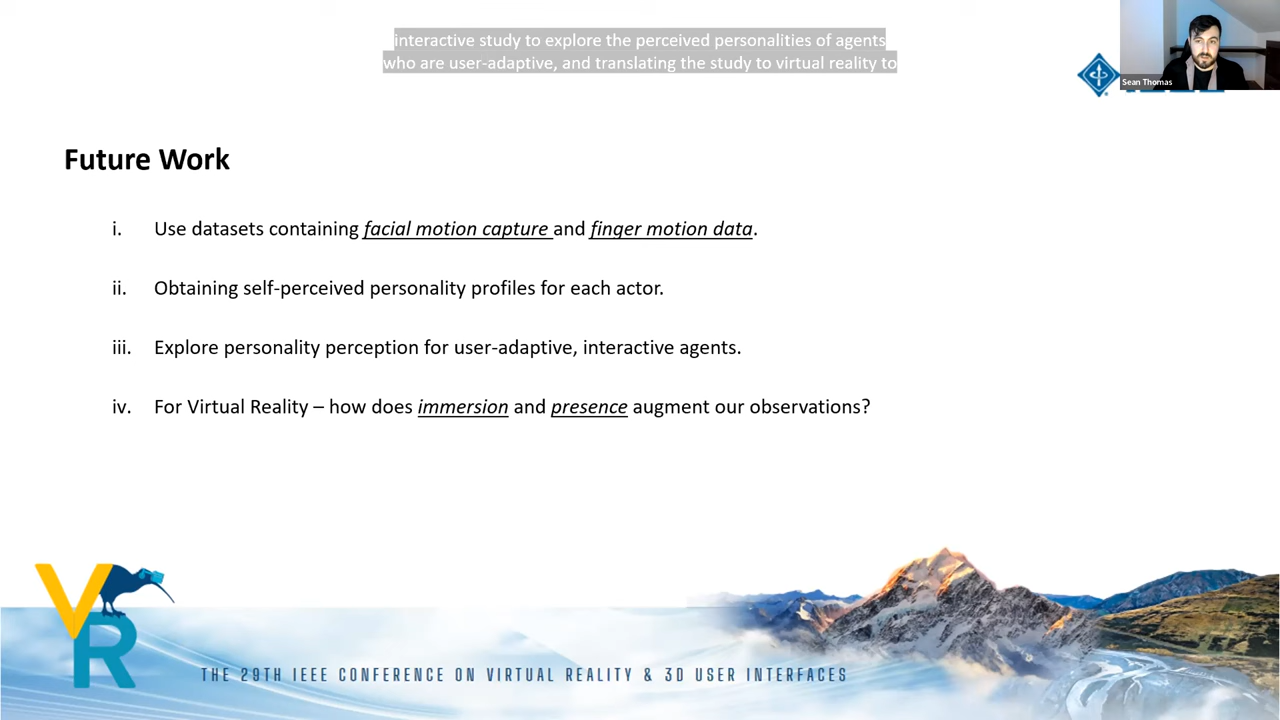 interactive study to explore the perceived personalities of agents
who are user-adaptive, and translating the study to virtual reality to
Sean Thomas
Future Work
i. Use datasets containing facial motion capture and finger motion data.
ii. Obtaining self-perceived personality profiles for each actor.
iii. Explore personality perception for user-adaptive, interactive agents.
iv. For Virtual Reality – how does immersion and presence augment our observations?
VR
THE 29TH IEEE CONFERENCE ON VIRTUAL REALITY & 3D USER INTERFACES